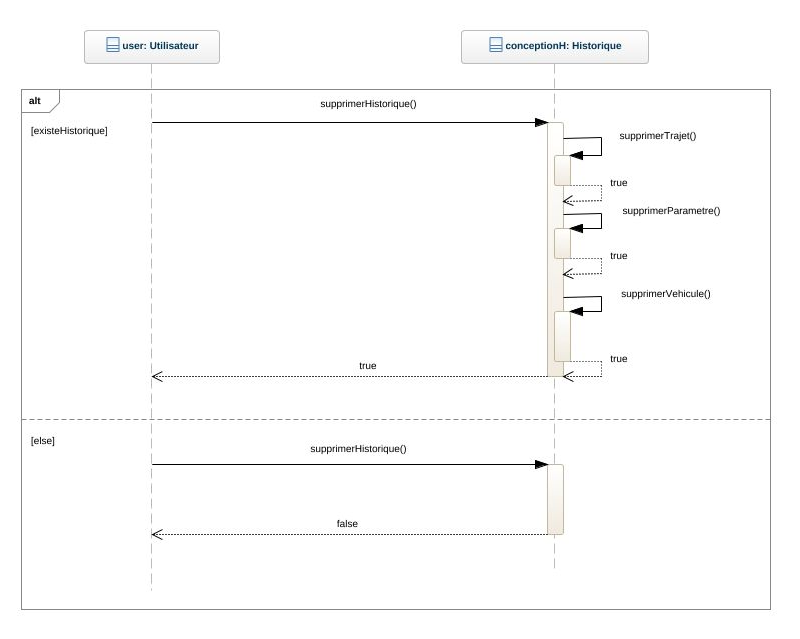 user: Utilisateur
conceptionH: Historique
alt
supprimerHistorique()
[existeHistorique]
supprimerTrajet()
true
supprimerParametre()
true
supprimerVehicule()
true
true
[else]
supprimerHistorique()
false